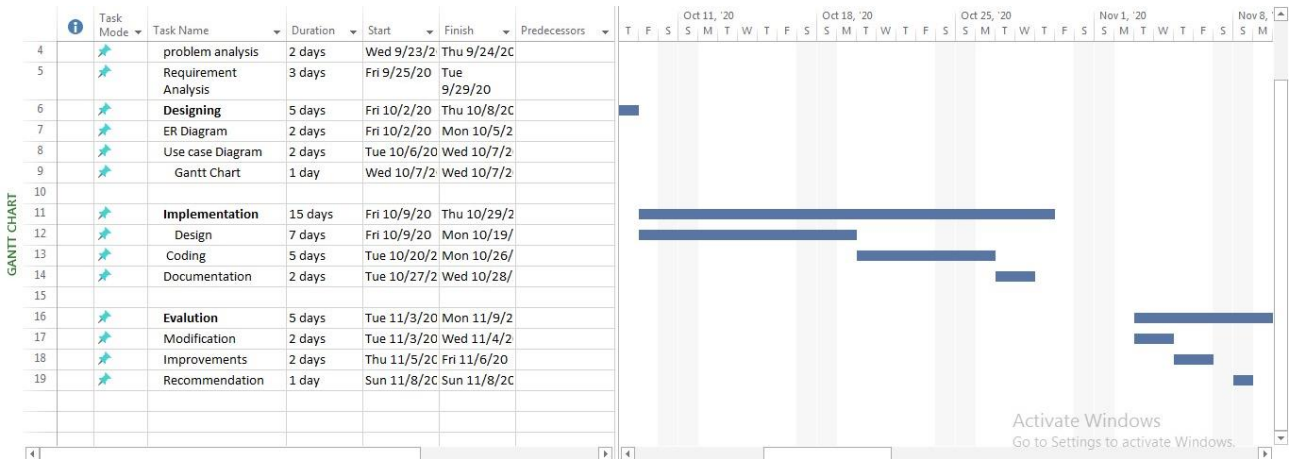 Task
Mode Task Name Duration Start Finish Predecessors
Oct 11, '20 Oct 18, '20 Oct 25, '20 Nov 1, '20 Nov 8, '
T F S S M T W T F S S M T W T F S S M T W T F S S M T W T F S S M
4 problem analysis 2 days Wed 9/23/2 Thu 9/24/20
5 Requirement 3 days Fri 9/25/20 Tue
Analysis 9/29/20
6 Designing 5 days Fri 10/2/20 Thu 10/8/20
7 ER Diagram 2 days Fri 10/2/20 Mon 10/5/2
8 Use case Diagram 2 days Tue 10/6/20 Wed 10/7/2
9 Gantt Chart 1 day Wed 10/7/2 Wed 10/7/2
10
11 Implementation 15 days Fri 10/9/20 Thu 10/29/2
12 Design 7 days Fri 10/9/20 Mon 10/19/
13 Coding 5 days Tue 10/20/2 Mon 10/26/
14 Documentation 2 days Tue 10/27/2 Wed 10/28/
15
16 Evalution 5 days Tue 11/3/20 Mon 11/9/2
17 Modification 2 days Tue 11/3/20 Wed 11/4/2
18 Improvements 2 days Thu 11/5/20 Fri 11/6/20
19 Recommendation 1 day Sun 11/8/20 Sun 11/8/20
GANTT CHART
Activate Windows
Go to Settings to activate Windows.